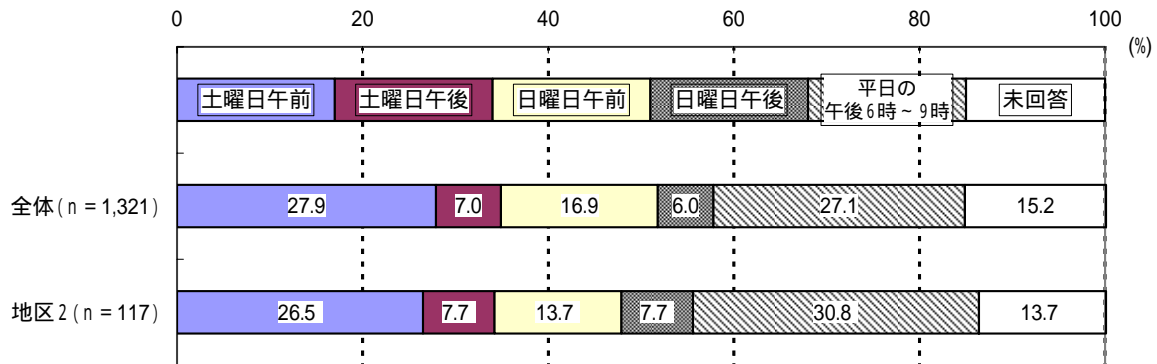 0 20 40 60 80 100
(%)
土曜日午前 土曜日午後 日曜日午前 日曜日午後 平日の 未回答
午後6時~9時
全体(n=1,321) 27.9 7.0 16.9 6.0 27.1 15.2
地区2(n=117) 26.5 7.7 13.7 7.7 30.8 13.7